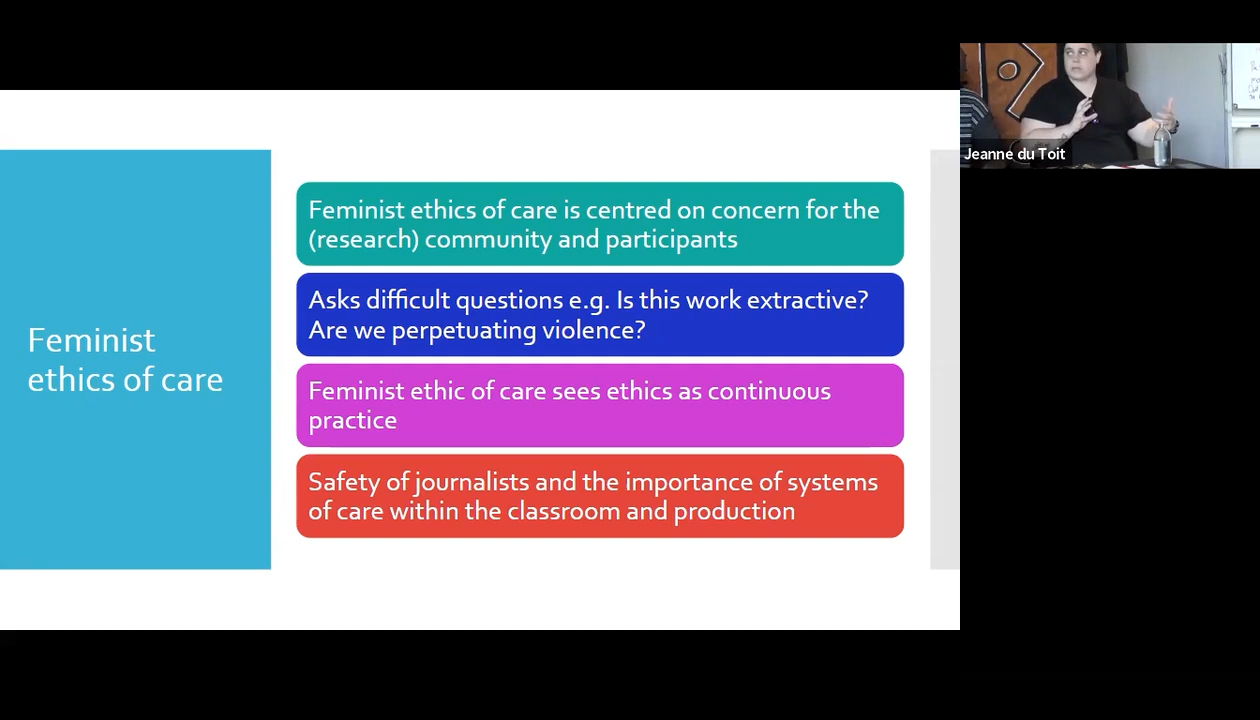 Feminist
ethics of care
Feminist ethics of care is centred on concern for the
(research) community and participants
Asks difficult questions e.g. Is this work extractive?
Are we perpetuating violence?
Feminist ethic of care sees ethics as continuous
practice
Safety of journalists and the importance of systems
of care within the classroom and production
Jeanne du Toit